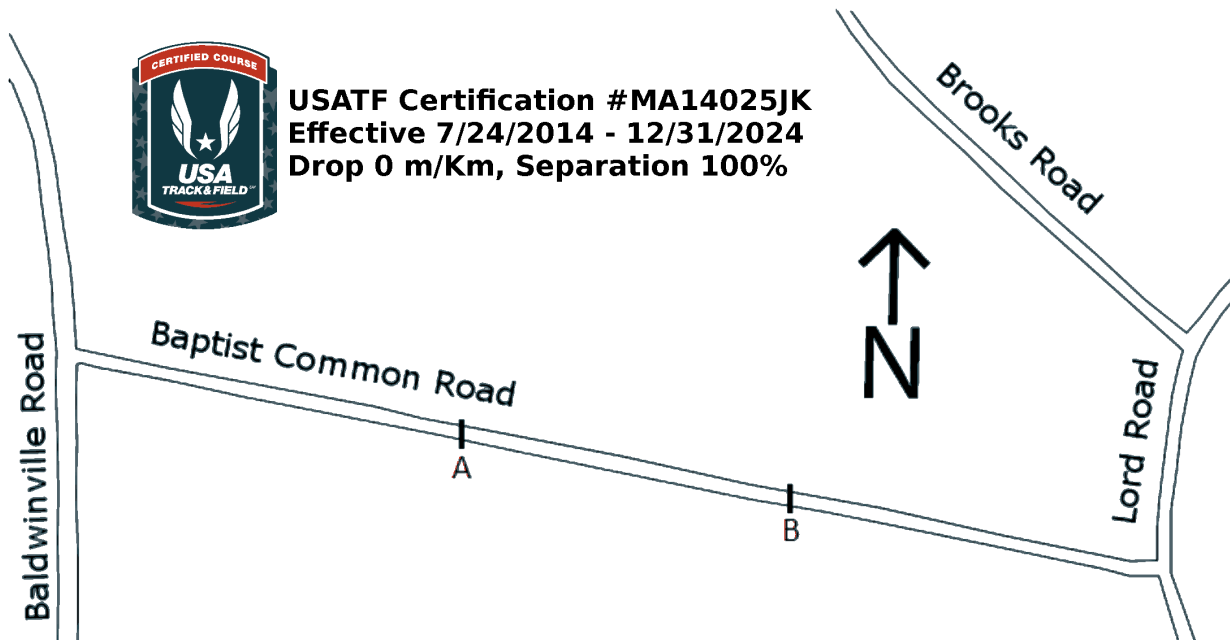 CERTIFIED COURSE
USA
TRACK & FIELD
USATF Certification #MA14025JK
Effective 7/24/2014 - 12/31/2024
Drop 0 m/Km, Separation 100%
Brooks Road
N
Baptist Common Road
Baldwinville Road
Lord Road
A
B